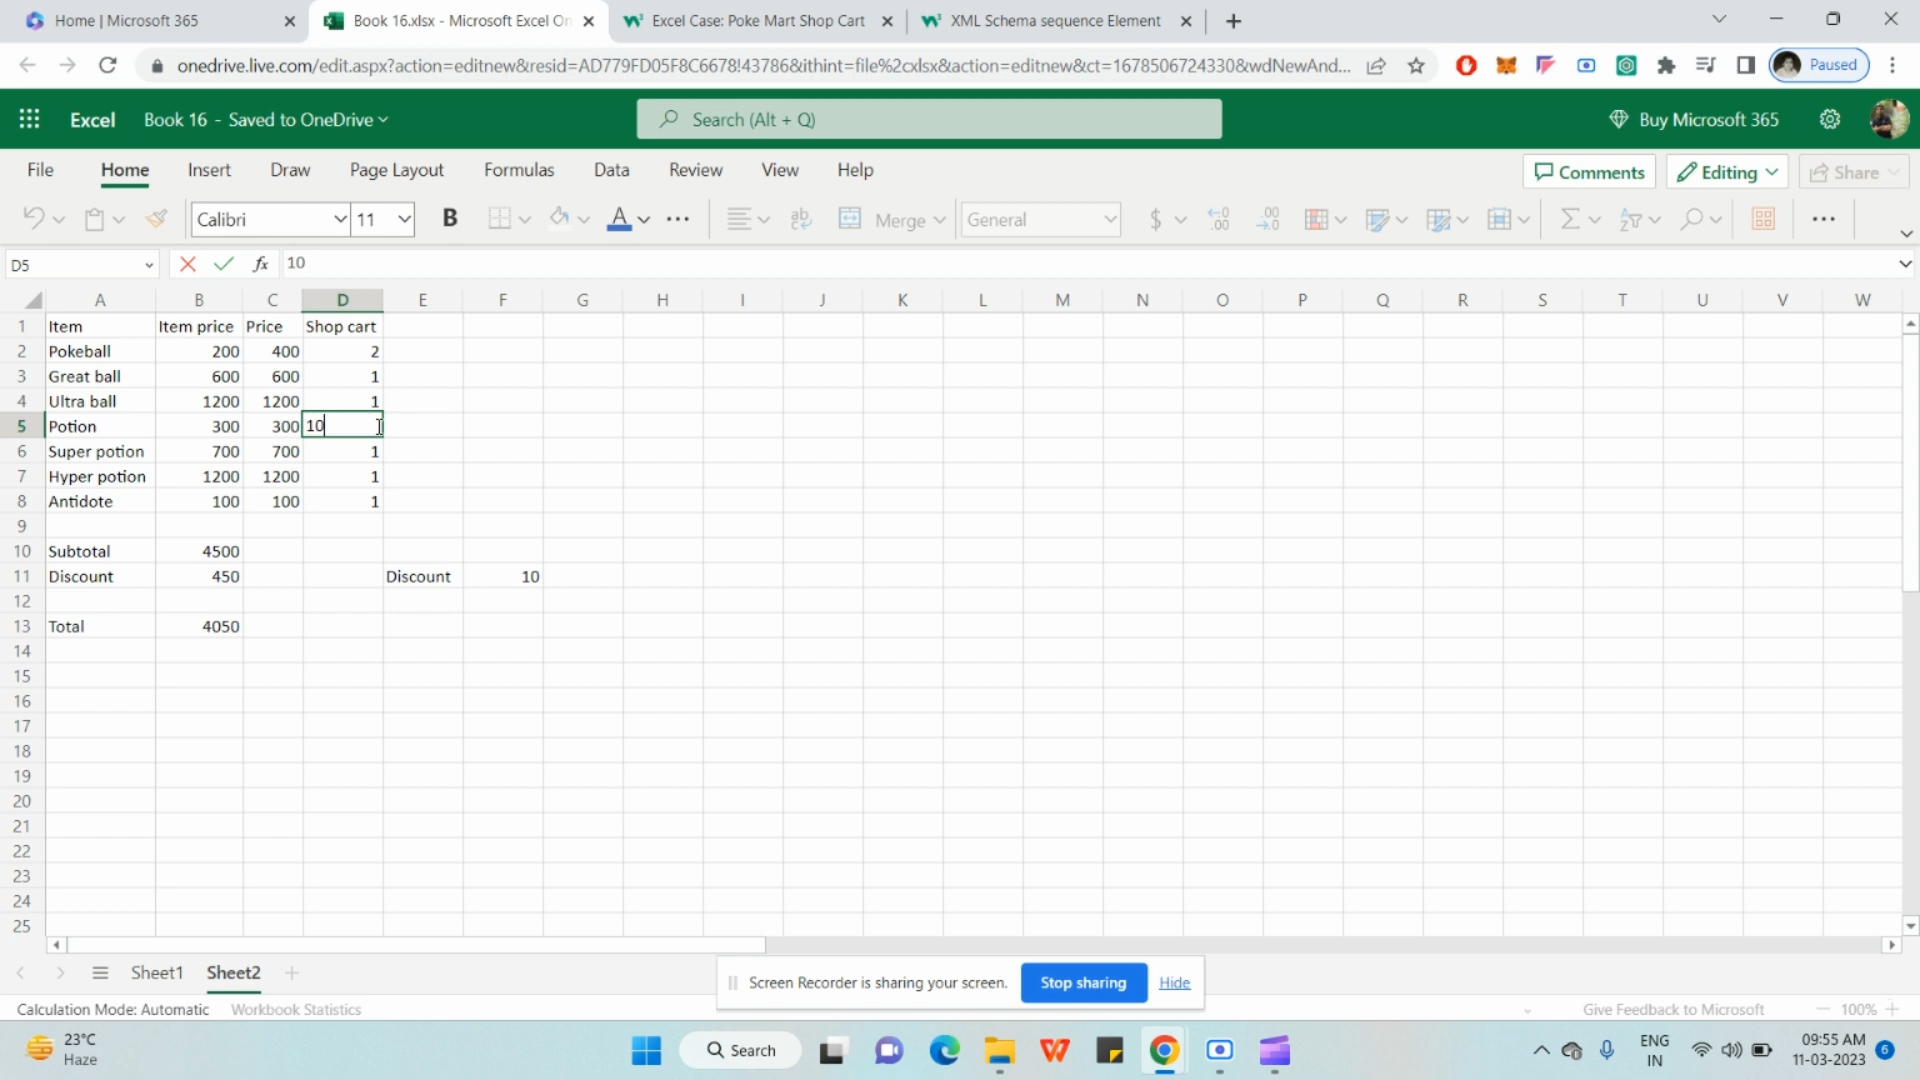 Home | Microsoft 365
Book 16.xlsx - Microsoft Excel On
Excel Case: Poke Mart Shop Cart
XML Schema sequence Element
onedrive.live.com/edit.aspx?action=editnew&resid=AD779FD05F8C6678!43786&ithint=file%2cxlsx&action=editnew&ct=1678506724330&wdNewAnd...
Paused
Excel Book 16 - Saved to OneDrive
Search (Alt + Q)
Buy Microsoft 365
File Home Insert Draw Page Layout Formulas Data Review View Help
Comments Editing Share
Calibri 11 B A Merge General $ .00
D5 fx 10
A B C D E F G H I J K L M N O P Q R S T U V W
1 Item Item price Price Shop cart
2 Pokeball 200 400 2
3 Great ball 600 600 1
4 Ultra ball 1200 1200 1
5 Potion 300 300 10
6 Super potion 700 700 1
7 Hyper potion 1200 1200 1
8 Antidote 100 100 1
9
10 Subtotal 4500
11 Discount 450 Discount 10
12
13 Total 4050
14
15
16
17
18
19
20
21
22
23
24
25
Sheet1 Sheet2
Screen Recorder is sharing your screen. Stop sharing Hide
Calculation Mode: Automatic Workbook Statistics
Give Feedback to Microsoft 100%
23°C
Haze
Search
ENG
IN
09:55 AM
11-03-2023
6